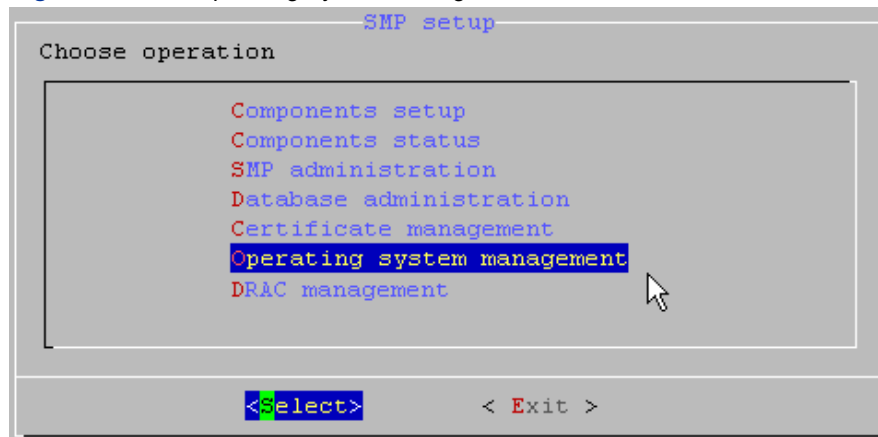 SMP setup
Choose operation
Components setup
Components status
SMP administration
Database administration
Certificate management
Operating system management
DRAC management
<Select> < Exit >